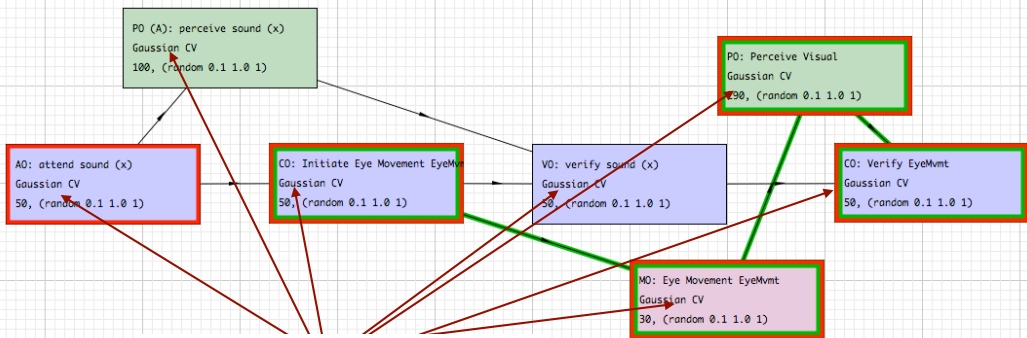 PO (A): perceive sound (x)
Gaussian CV
100, (random 0.1 1.0 1)
PO: Perceive Visual
Gaussian CV
290, (random 0.1 1.0 1)
AO: attend sound (x)
Gaussian CV
50, (random 0.1 1.0 1)
CO: Initiate Eye Movement EyeMvm
Gaussian CV
50, (random 0.1 1.0 1)
VO: verify sound (x)
Gaussian CV
50, (random 0.1 1.0 1)
CO: Verify EyeMvmt
Gaussian CV
50, (random 0.1 1.0 1)
MO: Eye Movement EyeMvmt
Gaussian CV
30, (random 0.1 1.0 1)